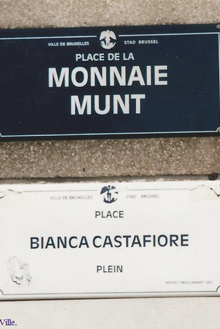 VILLE DE BRUXELLES STAD BRUSSEL
PLACE DE LA
MONNAIE
MUNT
VILLE DE BRUXELLES STAD BRUSSEL
PLACE
BIANCA CASTAFIORE
PLEIN
Ville.